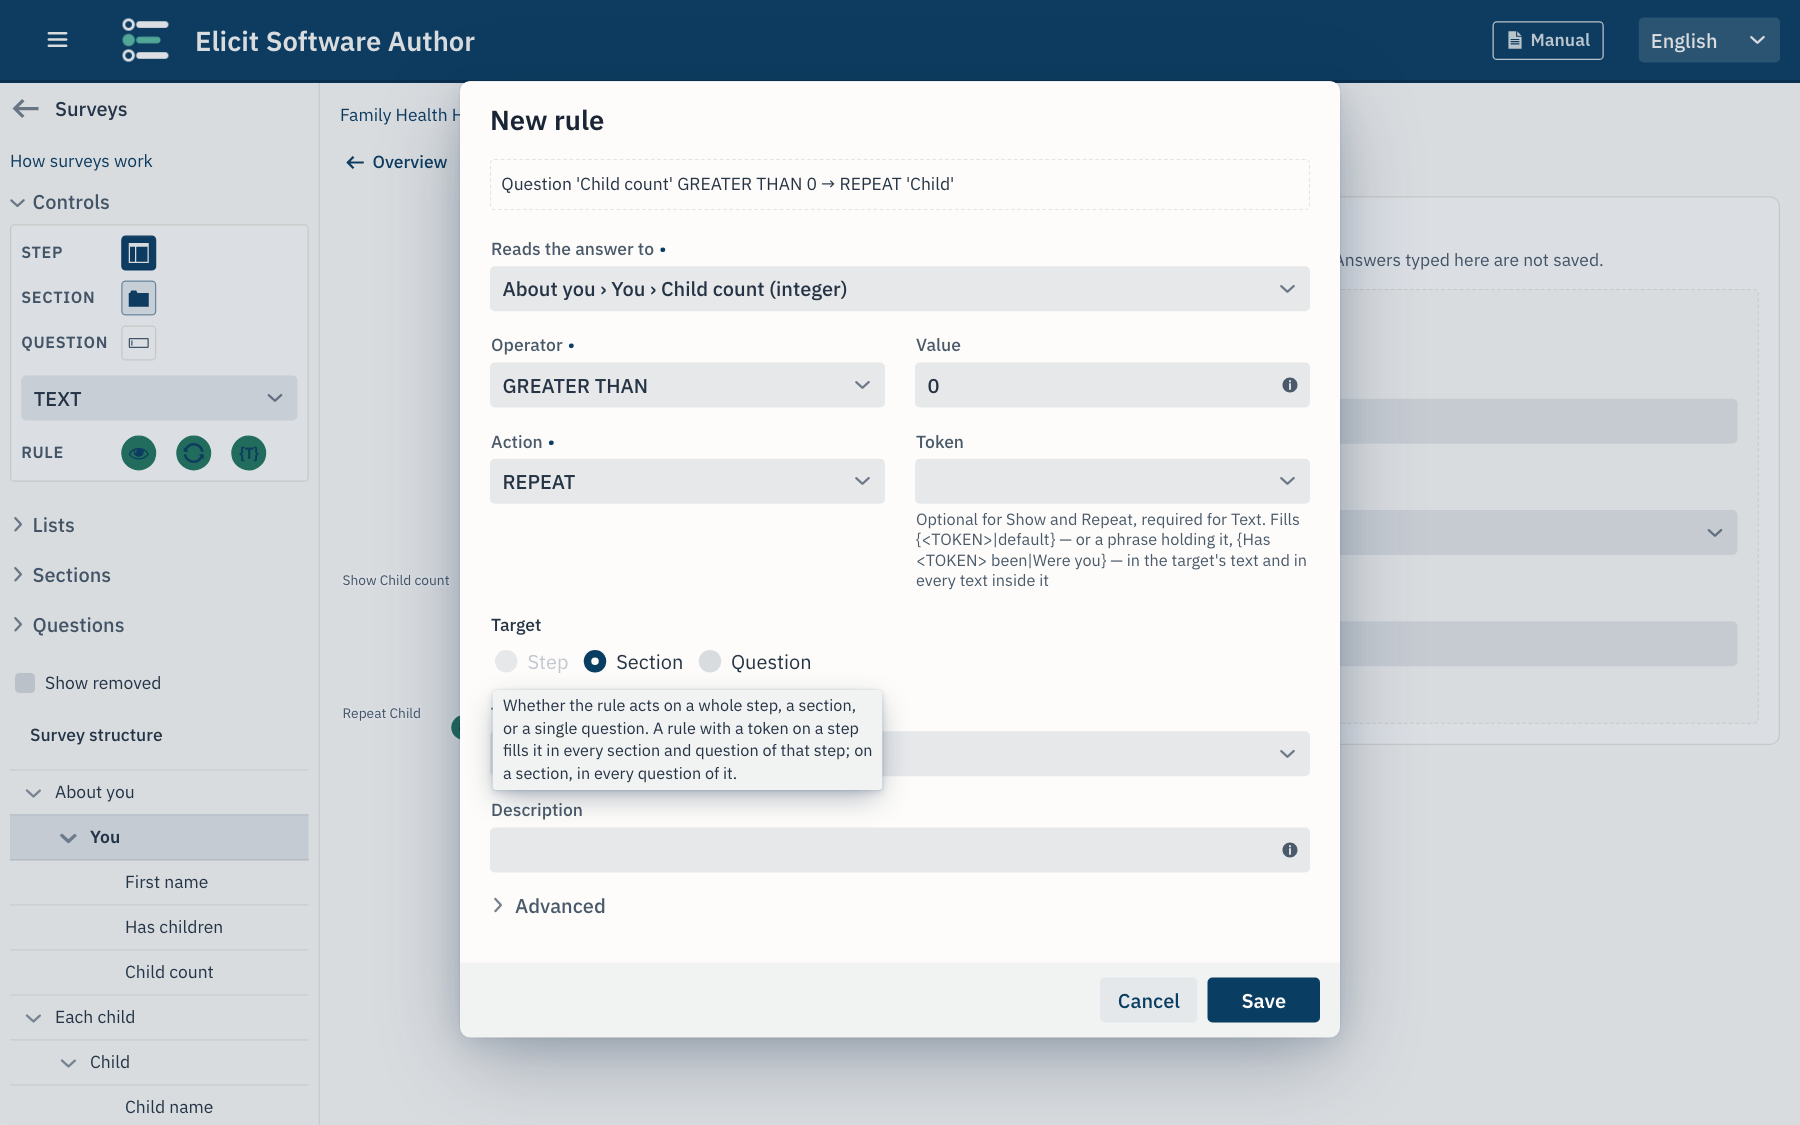 Elicit Software Author
Manual
English
Surveys
How surveys work
Controls
STEP
SECTION
QUESTION
TEXT
RULE
{T}
Lists
Sections
Questions
Show removed
Survey structure
About you
You
First name
Has children
Child count
Each child
Child
Child name
Family Health
Overview
Show Child count
Repeat Child
Answers typed here are not saved.
New rule
Question 'Child count' GREATER THAN 0 → REPEAT 'Child'
Reads the answer to •
About you › You › Child count (integer)
Operator •
GREATER THAN
Value
0
Action •
REPEAT
Token
Optional for Show and Repeat, required for Text. Fills
{<TOKEN>|default} — or a phrase holding it, {Has
<TOKEN> been|Were you} — in the target's text and in
every text inside it
Target
Step
Section
Question
Whether the rule acts on a whole step, a section,
or a single question. A rule with a token on a step
fills it in every section and question of that step; on
a section, in every question of it.
Description
Advanced
Cancel
Save